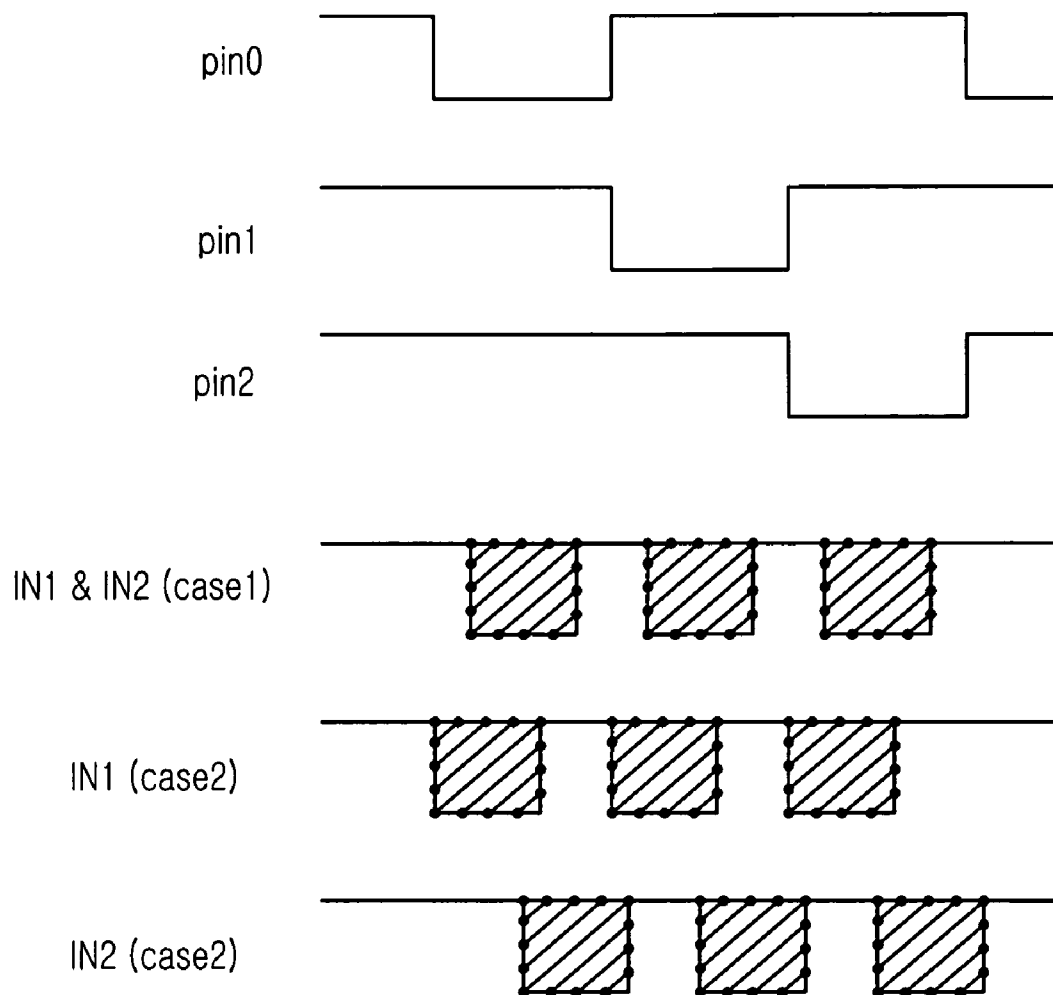 pin0
pin1
pin2
IN1 & IN2 (case1)
IN1 (case2)
IN2 (case2)